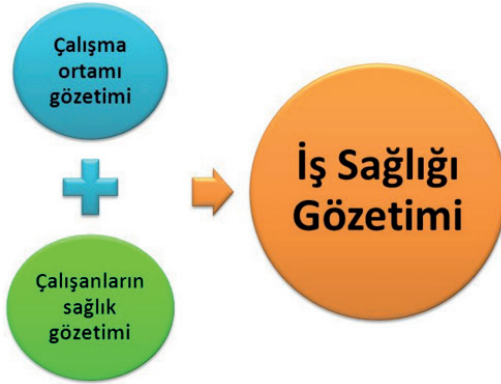 Çalışma
ortamı
gözetimi
Çalışanların
sağlık
gözetimi
İş Sağlığı
Gözetimi